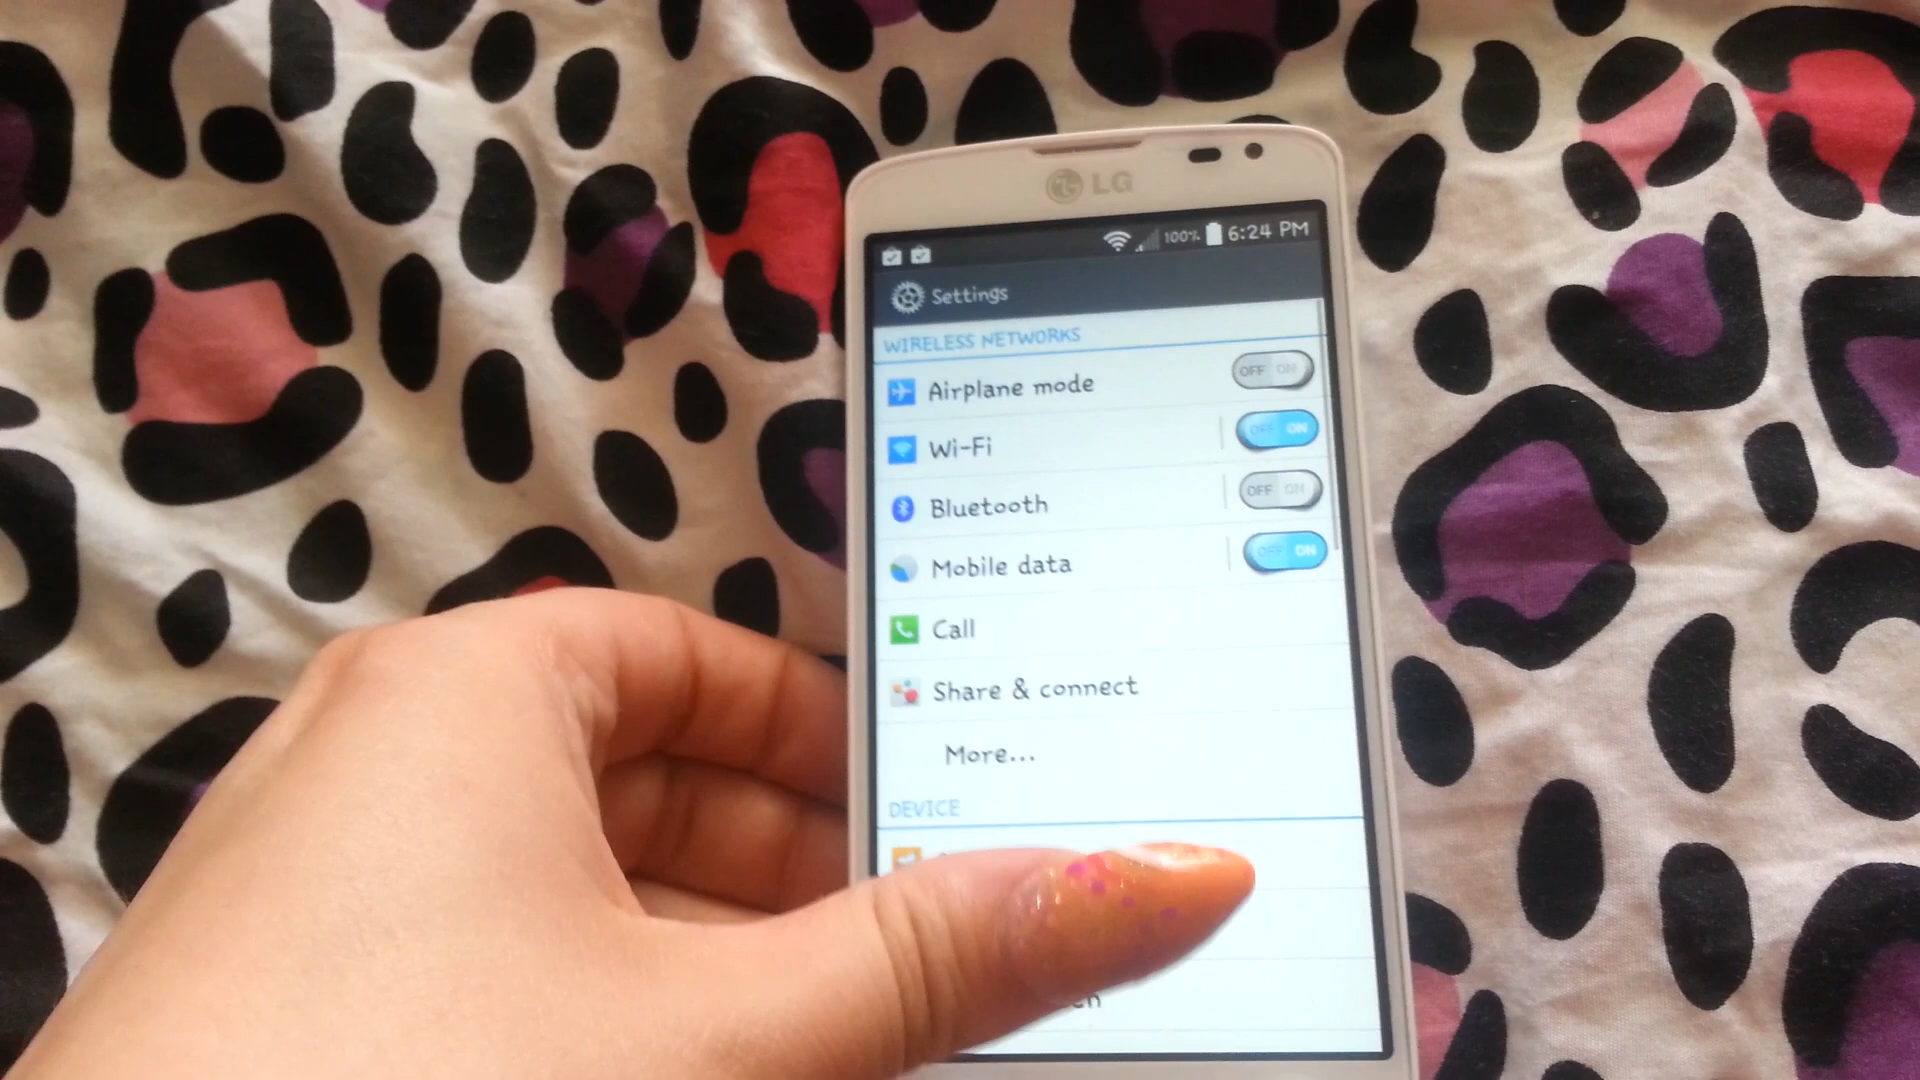 LG
100% 6:24 PM
Settings
WIRELESS NETWORKS
Airplane mode OFF ON
Wi-Fi OFF ON
Bluetooth OFF ON
Mobile data OFF ON
Call
Share & connect
More...
DEVICE